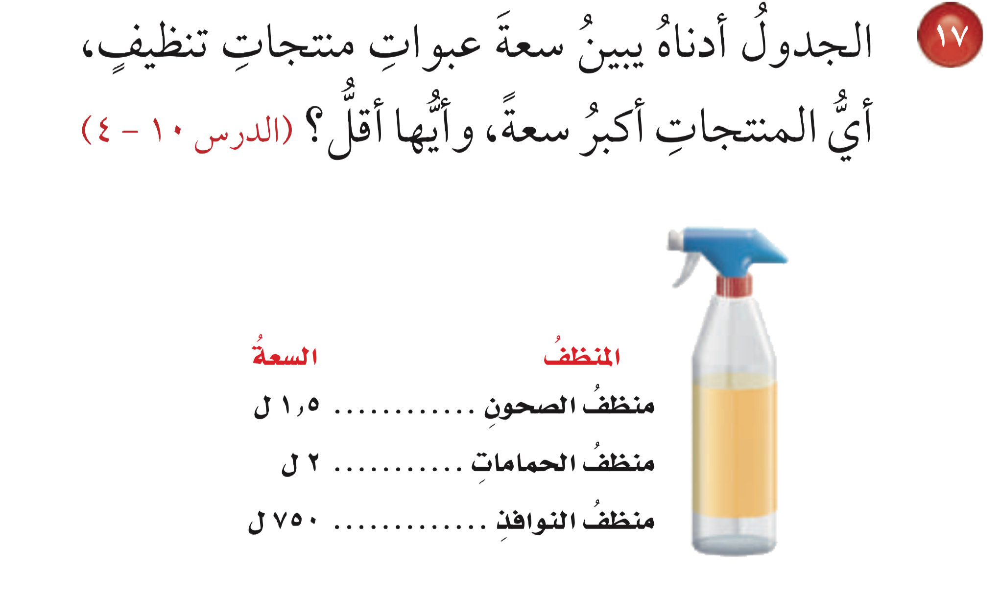 ١٧
الجدولُ أدناهُ يبينُ سعةَ عبواتِ منتجاتِ تنظيفٍ،
أيُّ المنتجاتِ أكبرُ سعةً، وأيُّها أقلُّ؟ (الدرس ١٠ – ٤)
المنظفُ السعةُ
منظفُ الصحونِ ............ ١٫٥ ل
منظفُ الحماماتِ ........... ٢ ل
منظفُ النوافذِ ............. ٧٥٠ ل